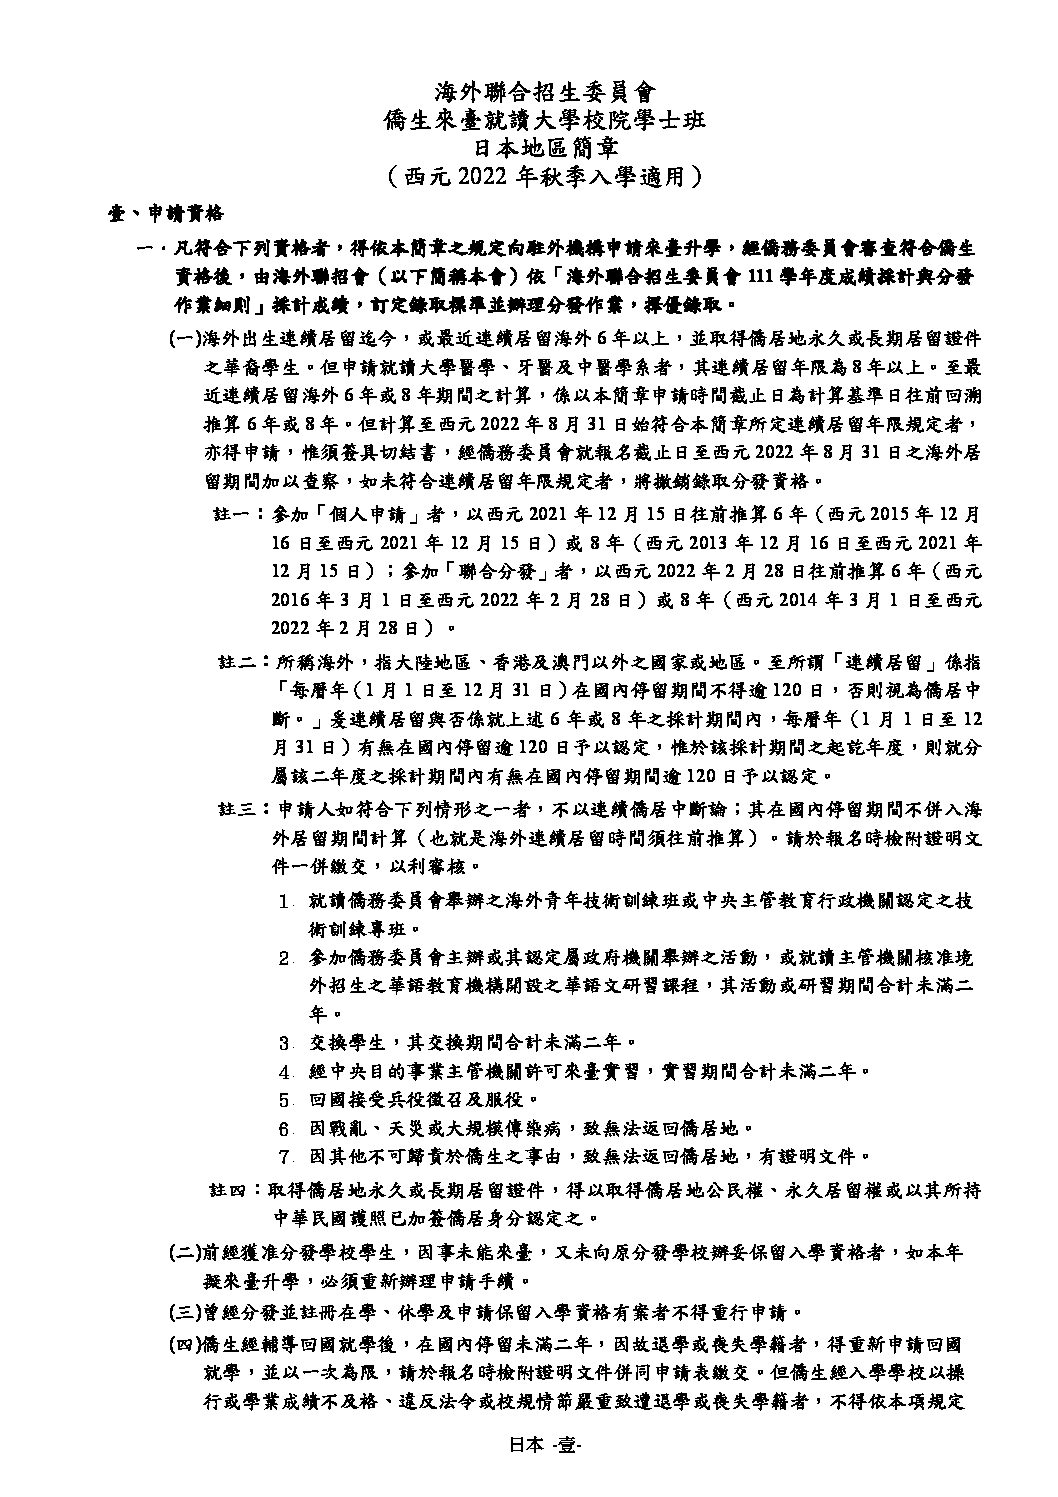 海外聯合招生委員會
僑生來臺就讀大學校院學士班
日本地區簡章
（西元 2022 年秋季入學適用）
壹、申請資格
一．凡符合下列資格者，得依本簡章之規定向駐外機構申請來臺升學，經僑務委員會審查符合僑生
資格後，由海外聯招會（以下簡稱本會）依「海外聯合招生委員會 111 學年度成績採計與分發
作業細則」採計成績，訂定錄取標準並辦理分發作業，擇優錄取。
(一)海外出生連續居留迄今，或最近連續居留海外 6 年以上，並取得僑居地永久或長期居留證件
之華裔學生。但申請就讀大學醫學、牙醫及中醫學系者，其連續居留年限為 8 年以上。至最
近連續居留海外 6 年或 8 年期間之計算，係以本簡章申請時間截止日為計算基準日往前回溯
推算 6 年或 8 年。但計算至西元 2022 年 8 月 31 日始符合本簡章所定連續居留年限規定者，
亦得申請，惟須簽具切結書，經僑務委員會就報名截止日至西元 2022 年 8 月 31 日之海外居
留期間加以查察，如未符合連續居留年限規定者，將撤銷錄取分發資格。
註一：參加「個人申請」者，以西元 2021 年 12 月 15 日往前推算 6 年（西元 2015 年 12 月
16 日至西元 2021 年 12 月 15 日）或 8 年（西元 2013 年 12 月 16 日至西元 2021 年
12 月 15 日）；參加「聯合分發」者，以西元 2022 年 2 月 28 日往前推算 6 年（西元
2016 年 3 月 1 日至西元 2022 年 2 月 28 日）或 8 年（西元 2014 年 3 月 1 日至西元
2022 年 2 月 28 日）。
註二：所稱海外，指大陸地區、香港及澳門以外之國家或地區。至所謂「連續居留」係指
「每曆年（1 月 1 日至 12 月 31 日）在國內停留期間不得逾 120 日，否則視為僑居中
斷。」爰連續居留與否係就上述 6 年或 8 年之採計期間內，每曆年（1 月 1 日至 12
月 31 日）有無在國內停留逾 120 日予以認定，惟於該採計期間之起訖年度，則就分
屬該二年度之採計期間內有無在國內停留期間逾 120 日予以認定。
註三：申請人如符合下列情形之一者，不以連續僑居中斷論；其在國內停留期間不併入海
外居留期間計算（也就是海外連續居留時間須往前推算）。請於報名時檢附證明文
件一併繳交，以利審核。
1. 就讀僑務委員會舉辦之海外青年技術訓練班或中央主管教育行政機關認定之技
術訓練專班。
2. 參加僑務委員會主辦或其認定屬政府機關舉辦之活動，或就讀主管機關核准境
外招生之華語教育機構開設之華語文研習課程，其活動或研習期間合計未滿二
年。
3. 交換學生，其交換期間合計未滿二年。
4. 經中央目的事業主管機關許可來臺實習，實習期間合計未滿二年。
5. 回國接受兵役徵召及服役。
6. 因戰亂、天災或大規模傳染病，致無法返回僑居地。
7. 因其他不可歸責於僑生之事由，致無法返回僑居地，有證明文件。
註四：取得僑居地永久或長期居留證件，得以取得僑居地公民權、永久居留權或以其所持
中華民國護照已加簽僑居身分認定之。
(二)前經獲准分發學校學生，因事未能來臺，又未向原分發學校辦妥保留入學資格者，如本年
擬來臺升學，必須重新辦理申請手續。
(三)曾經分發並註冊在學、休學及申請保留入學資格有案者不得重行申請。
(四)僑生經輔導回國就學後，在國內停留未滿二年，因故退學或喪失學籍者，得重新申請回國
就學，並以一次為限，請於報名時檢附證明文件併同申請表繳交。但僑生經入學學校以操
行或學業成績不及格、違反法令或校規情節嚴重致遭退學或喪失學籍者，不得依本項規定
日本 -壹-